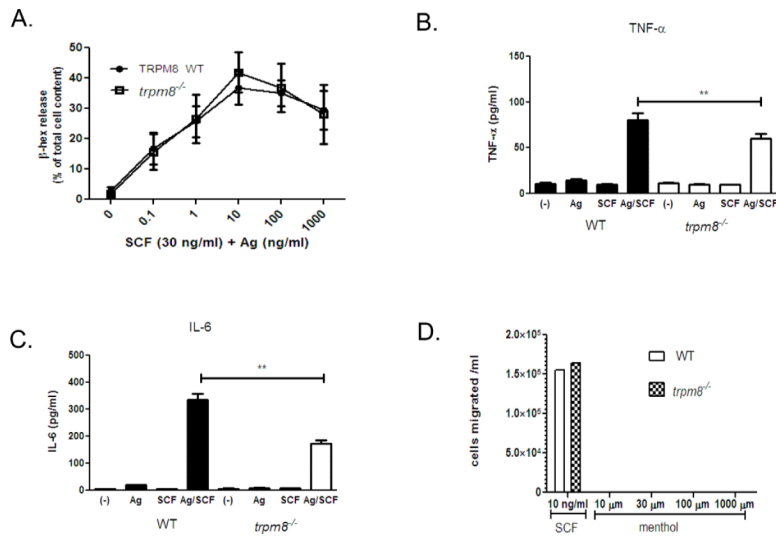 A.
50
40
30
20
10
0
β-hex release
(% of total cell content)
TRPM8 WT
trpm8-/-
0 0.1 1 10 100 1000
SCF (30 ng/ml) + Ag (ng/ml)
B.
TNF-α
150
100
50
0
TNF-α (pg/ml)
**
(-) Ag SCF Ag/SCF (-) Ag SCF Ag/SCF
WT trpm8-/-
C.
IL-6
500
400
300
200
100
0
IL-6 (pg/ml)
**
(-) Ag SCF Ag/SCF (-) Ag SCF Ag/SCF
WT trpm8-/-
D.
2.0×10⁵
1.5×10⁵
1.0×10⁵
5.0×10⁴
0
cells migrated /ml
WT
trpm8-/-
10 ng/ml 10 µm 30 µm 100 µm 1000 µm
SCF menthol